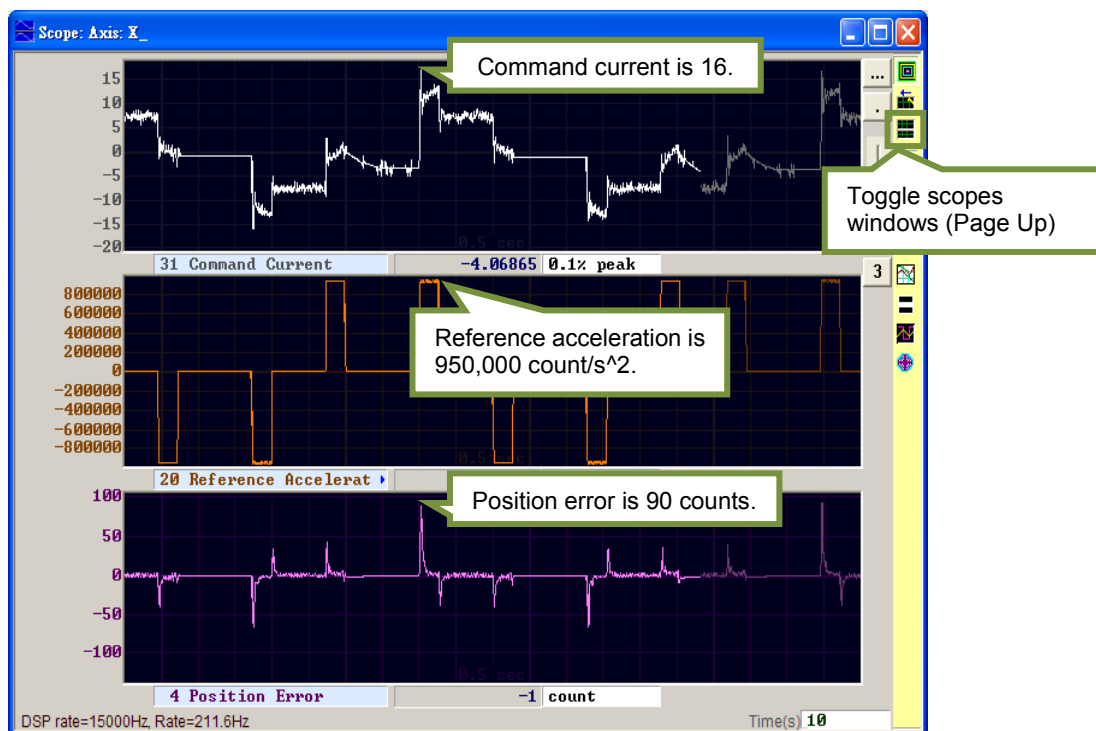 Scope: Axis: X_
Command current is 16.
15
10
5
0
-5
-10
-15
-20
...
.
Toggle scopes
windows (Page Up)
0.5 sec
31 Command Current -4.06865 0.1% peak
3
800000
600000
400000
200000
0
-200000
-400000
-600000
-800000
Reference acceleration is
950,000 count/s^2.
0.5 sec
20 Reference Accelerat
Position error is 90 counts.
100
50
0
-50
-100
0.5 sec
4 Position Error -1 count
DSP rate=15000Hz, Rate=211.6Hz Time(s) 10